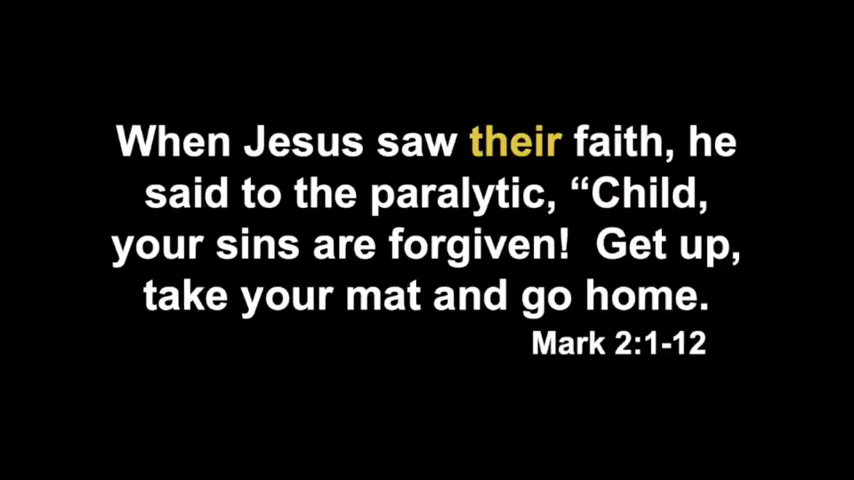 When Jesus saw their faith, he
said to the paralytic, “Child,
your sins are forgiven!  Get up,
take your mat and go home.
Mark 2:1-12